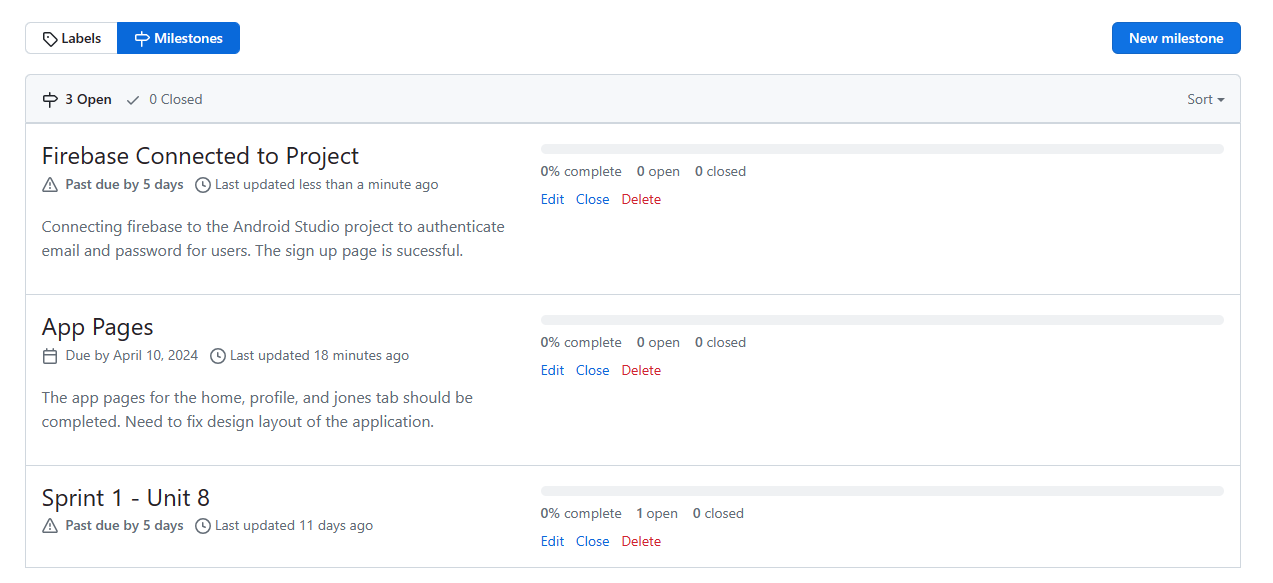 Labels Milestones New milestone
3 Open 0 Closed Sort
Firebase Connected to Project
Past due by 5 days Last updated less than a minute ago
Connecting firebase to the Android Studio project to authenticate
email and password for users. The sign up page is sucessful.
0% complete 0 open 0 closed
Edit Close Delete
App Pages
Due by April 10, 2024 Last updated 18 minutes ago
The app pages for the home, profile, and jones tab should be
completed. Need to fix design layout of the application.
0% complete 0 open 0 closed
Edit Close Delete
Sprint 1 - Unit 8
Past due by 5 days Last updated 11 days ago
0% complete 1 open 0 closed
Edit Close Delete